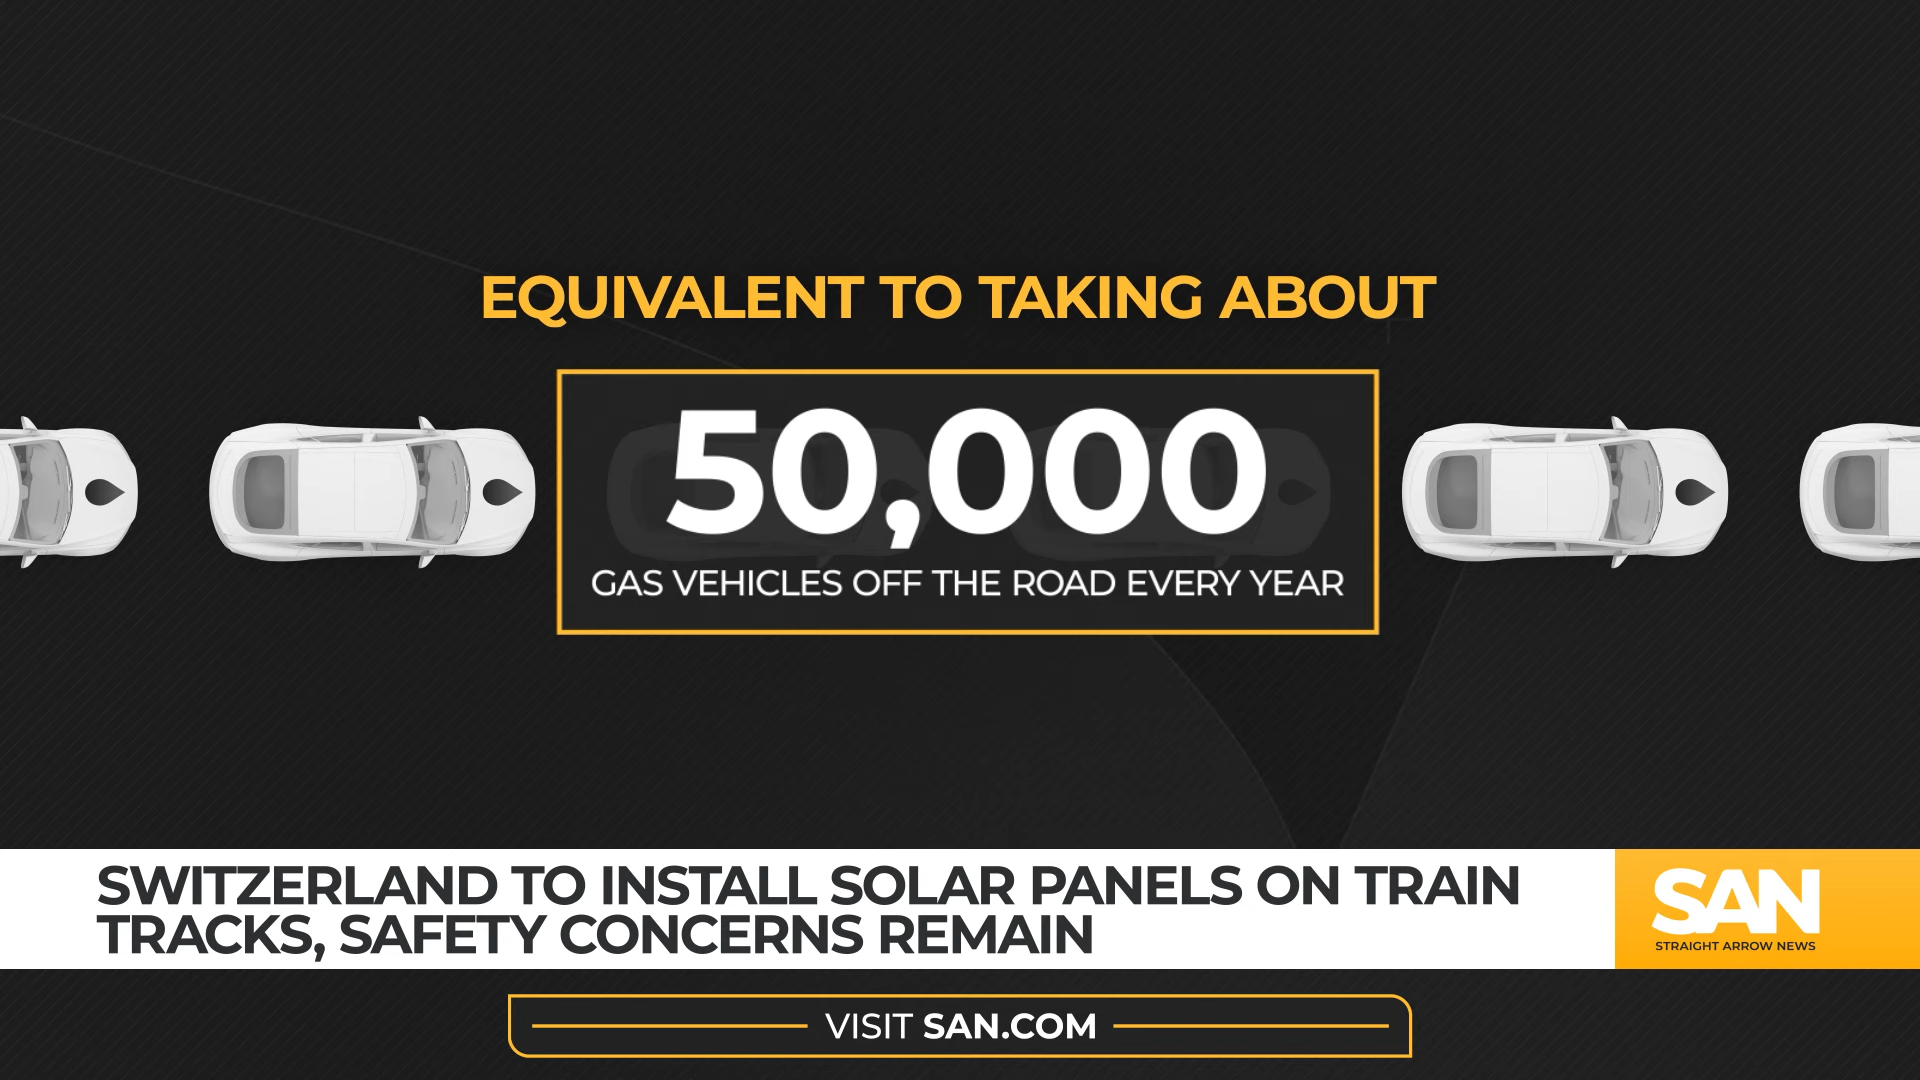 EQUIVALENT TO TAKING ABOUT
50,000
GAS VEHICLES OFF THE ROAD EVERY YEAR
SWITZERLAND TO INSTALL SOLAR PANELS ON TRAIN
TRACKS, SAFETY CONCERNS REMAIN
SAN
STRAIGHT ARROW NEWS
VISIT SAN.COM